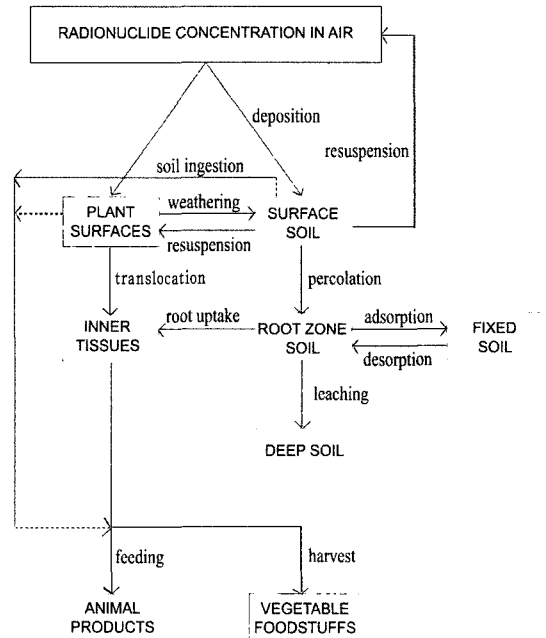 RADIONUCLIDE CONCENTRATION IN AIR
deposition
resuspension
soil ingestion
weathering
PLANT
SURFACES
SURFACE
SOIL
resuspension
translocation
percolation
INNER
TISSUES
root uptake
ROOT ZONE
SOIL
adsorption
desorption
FIXED
SOIL
leaching
DEEP SOIL
feeding
harvest
ANIMAL
PRODUCTS
VEGETABLE
FOODSTUFFS